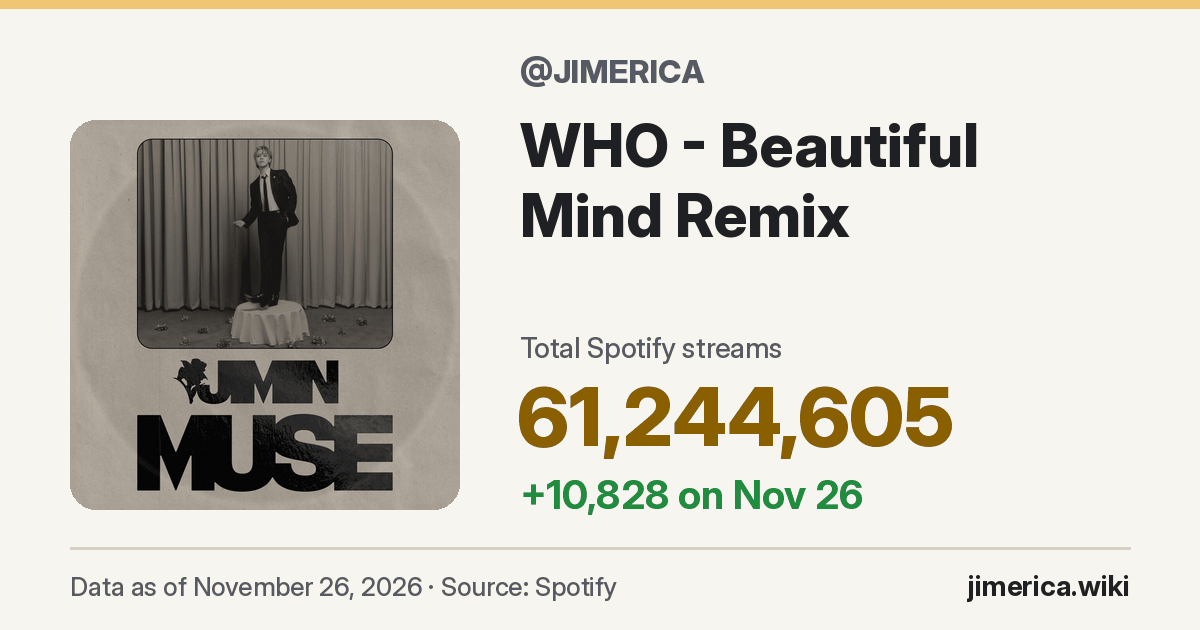 @JIMERICA
WHO - Beautiful
Mind Remix
JIMIN
MUSE
Total Spotify streams
61,244,605
+10,828 on Nov 26
Data as of November 26, 2026 · Source: Spotify
jimerica.wiki